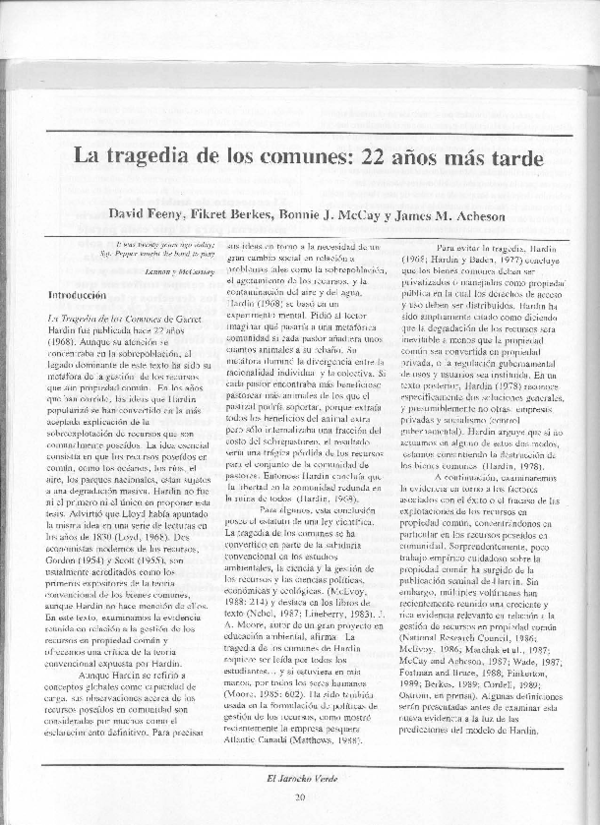 La tragedia de los comunes: 22 años más tarde
David Feeny, Fikret Berkes, Bonnie J. McCay y James M. Acheson
It was twenty years ago today;
Sgt. Pepper taught the band to play
Lennon y McCartney
Introducción
La Tragedia de los Comunes de Garret
Hardin fue publicada hace 22 años
(1968). Aunque su atención se
concentraba en la sobrepoblación, el
legado dominante de este texto ha sido su
metáfora de la gestión de los recursos
que son propiedad común. En los años
que han corrido, las ideas que Hardin
popularizó se han convertido en la más
aceptada explicación de la
sobreexplotación de recursos que son
comunalmente poseídos. La idea esencial
consistía en que los recursos poseídos en
común, como los océanos, los ríos, el
aire, los parques nacionales, están sujetos
a una degradación masiva. Hardin no fue
ni el primero ni el único en proponer esta
tesis. Advirtió que Lloyd había apuntado
la misma idea en una serie de lecturas en
los años de 1830 (Loyd, 1968). Dos
economistas modernos de los recursos,
Gordon (1954) y Scott (1955), son
usualmente acreditados como los
primeros expositores de la teoría
convencional de los bienes comunes,
aunque Hardin no hace mención de ellos.
En este texto, examinamos la evidencia
reunida en relación a la gestión de los
recursos en propiedad común y
ofrecemos una crítica de la teoría
convencional expuesta por Hardin.
Aunque Hardin se refirió a
conceptos globales como capacidad de
carga, sus observaciones acerca de los
recursos poseídos en comunidad son
consideradas por muchos como el
esclarecimiento definitivo. Para precisar
sus ideas en torno a la necesidad de un
gran cambio social en relación a
problemas tales como la sobrepoblación,
el agotamiento de los recursos, y la
contaminación del aire y del agua,
Hardin (1968) se basó en un
experimento mental. Pidió al lector
imaginar qué pasaría a una metafórica
comunidad si cada pastor añadiera unos
cuantos animales a su rebaño. Su
metáfora iluminó la divergencia entre la
racionalidad individual y la colectiva. Si
cada pastor encontraba más beneficioso
pastorear más animales de los que el
pastizal podría soportar, porque extraía
todos los beneficios del animal extra
pero sólo internalizaba una fracción del
costo del sobrepastoreo, el resultado
sería una trágica pérdida de los recursos
para el conjunto de la comunidad de
pastores. Entonces Hardin concluía que
la libertad en la comunidad redunda en
la ruina de todos (Hardin, 1968).
Para algunos, esta conclusión
posee el estatuto de una ley científica.
La tragedia de los comunes se ha
convertido en parte de la sabiduría
convencional en los estudios
ambientales, la ciencia y la gestión de
los recursos y las ciencias políticas,
económicas y ecológicas. (McEvoy,
1988: 214) y destaca en los libros de
texto (Nebel, 1987; Lineberry, 1983). J.
A. Moore, autor de un gran proyecto en
educación ambiental, afirma: La
tragedia de los comunes de Hardin
requiere ser leída por todos los
estudiantes... y si estuviera en mis
manos, por todos los seres humanos
(Moore, 1985: 602). Ha sido también
usada en la formulación de políticas de
gestión de los recursos, como mostró
recientemente la empresa pesquera
Atlantic Canadá (Matthews, 1988).
Para evitar la tragedia, Hardin
(1968; Hardin y Baden, 1977) concluye
que los bienes comunes deben ser
privatizados o manejados como propiedad
pública en la cual los derechos de acceso
y uso deben ser distribuidos. Hardin ha
sido ampliamente citado como diciendo
que la degradación de los recursos será
inevitable a menos que la propiedad
común sea convertida en propiedad
privada, o la regulación gubernamental
de usos y usuarios sea instituida. En un
texto posterior, Hardin (1978) reconoce
específicamente dos soluciones generales,
y presumiblemente no otras: empresas
privadas y socialismo (control
gubernamental). Hardin arguye que si no
actuamos en alguno de estos dos modos,
estamos consintiendo la destrucción de
los bienes comunes (Hardin, 1978).
A continuación, examinaremos
la evidencia en torno a los factores
asociados con el éxito o el fracaso de las
explotaciones de los recursos en
propiedad común, concentrándonos en
particular en los recursos poseídos en
comunidad. Sorprendentemente, poco
trabajo empírico cuidadoso sobre la
propiedad común ha surgido de la
publicación seminal de Hardin. Sin
embargo, múltiples volúmenes han
recientemente reunido una creciente y
rica evidencia relevante en relación a la
gestión de recursos en propiedad común
(National Research Council, 1986;
McEvoy, 1986; Marchak et al., 1987;
McCay and Acheson, 1987; Wade, 1987;
Fortman and Bruce, 1988, Pinkerton,
1989; Berkes, 1989; Cordell, 1989;
Ostrom, en prensa). Algunas definiciones
serán presentadas antes de examinar esta
nueva evidencia a la luz de las
predicciones del modelo de Hardin.
El Jarocho Verde
20